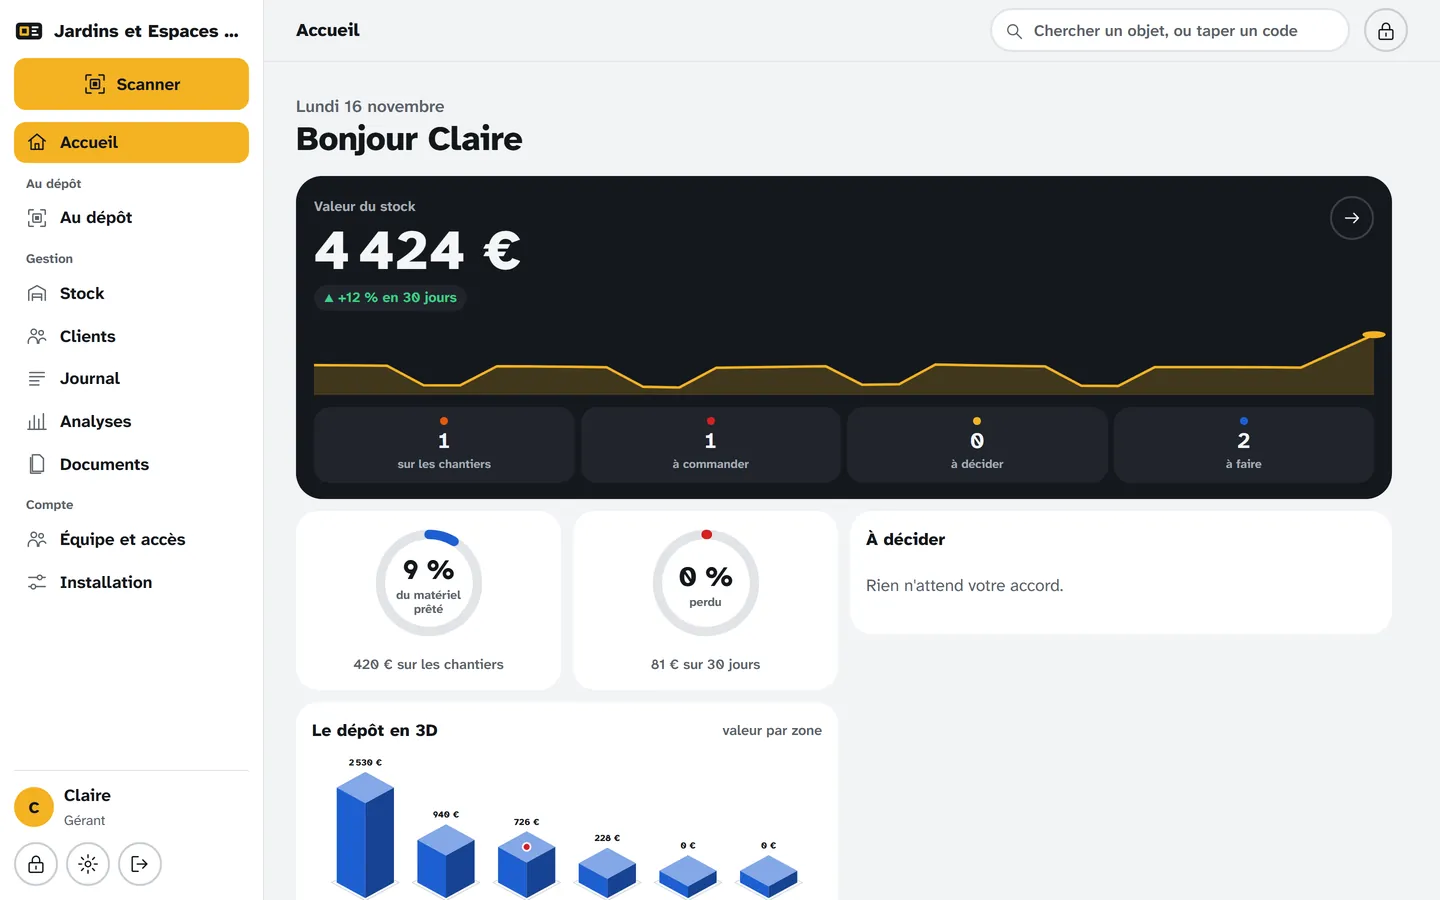 Jardins et Espaces ...
Scanner
Accueil
Au dépôt
Au dépôt
Gestion
Stock
Clients
Journal
Analyses
Documents
Compte
Équipe et accès
Installation
C
Claire
Gérant
Accueil
Chercher un objet, ou taper un code
Lundi 16 novembre
Bonjour Claire
Valeur du stock
4 424 €
▲ +12 % en 30 jours
1
sur les chantiers
1
à commander
0
à décider
2
à faire
9 %
du matériel
prêté
420 € sur les chantiers
0 %
perdu
81 € sur 30 jours
À décider
Rien n'attend votre accord.
Le dépôt en 3D
valeur par zone
2 530 €
940 €
726 €
228 €
0 €
0 €